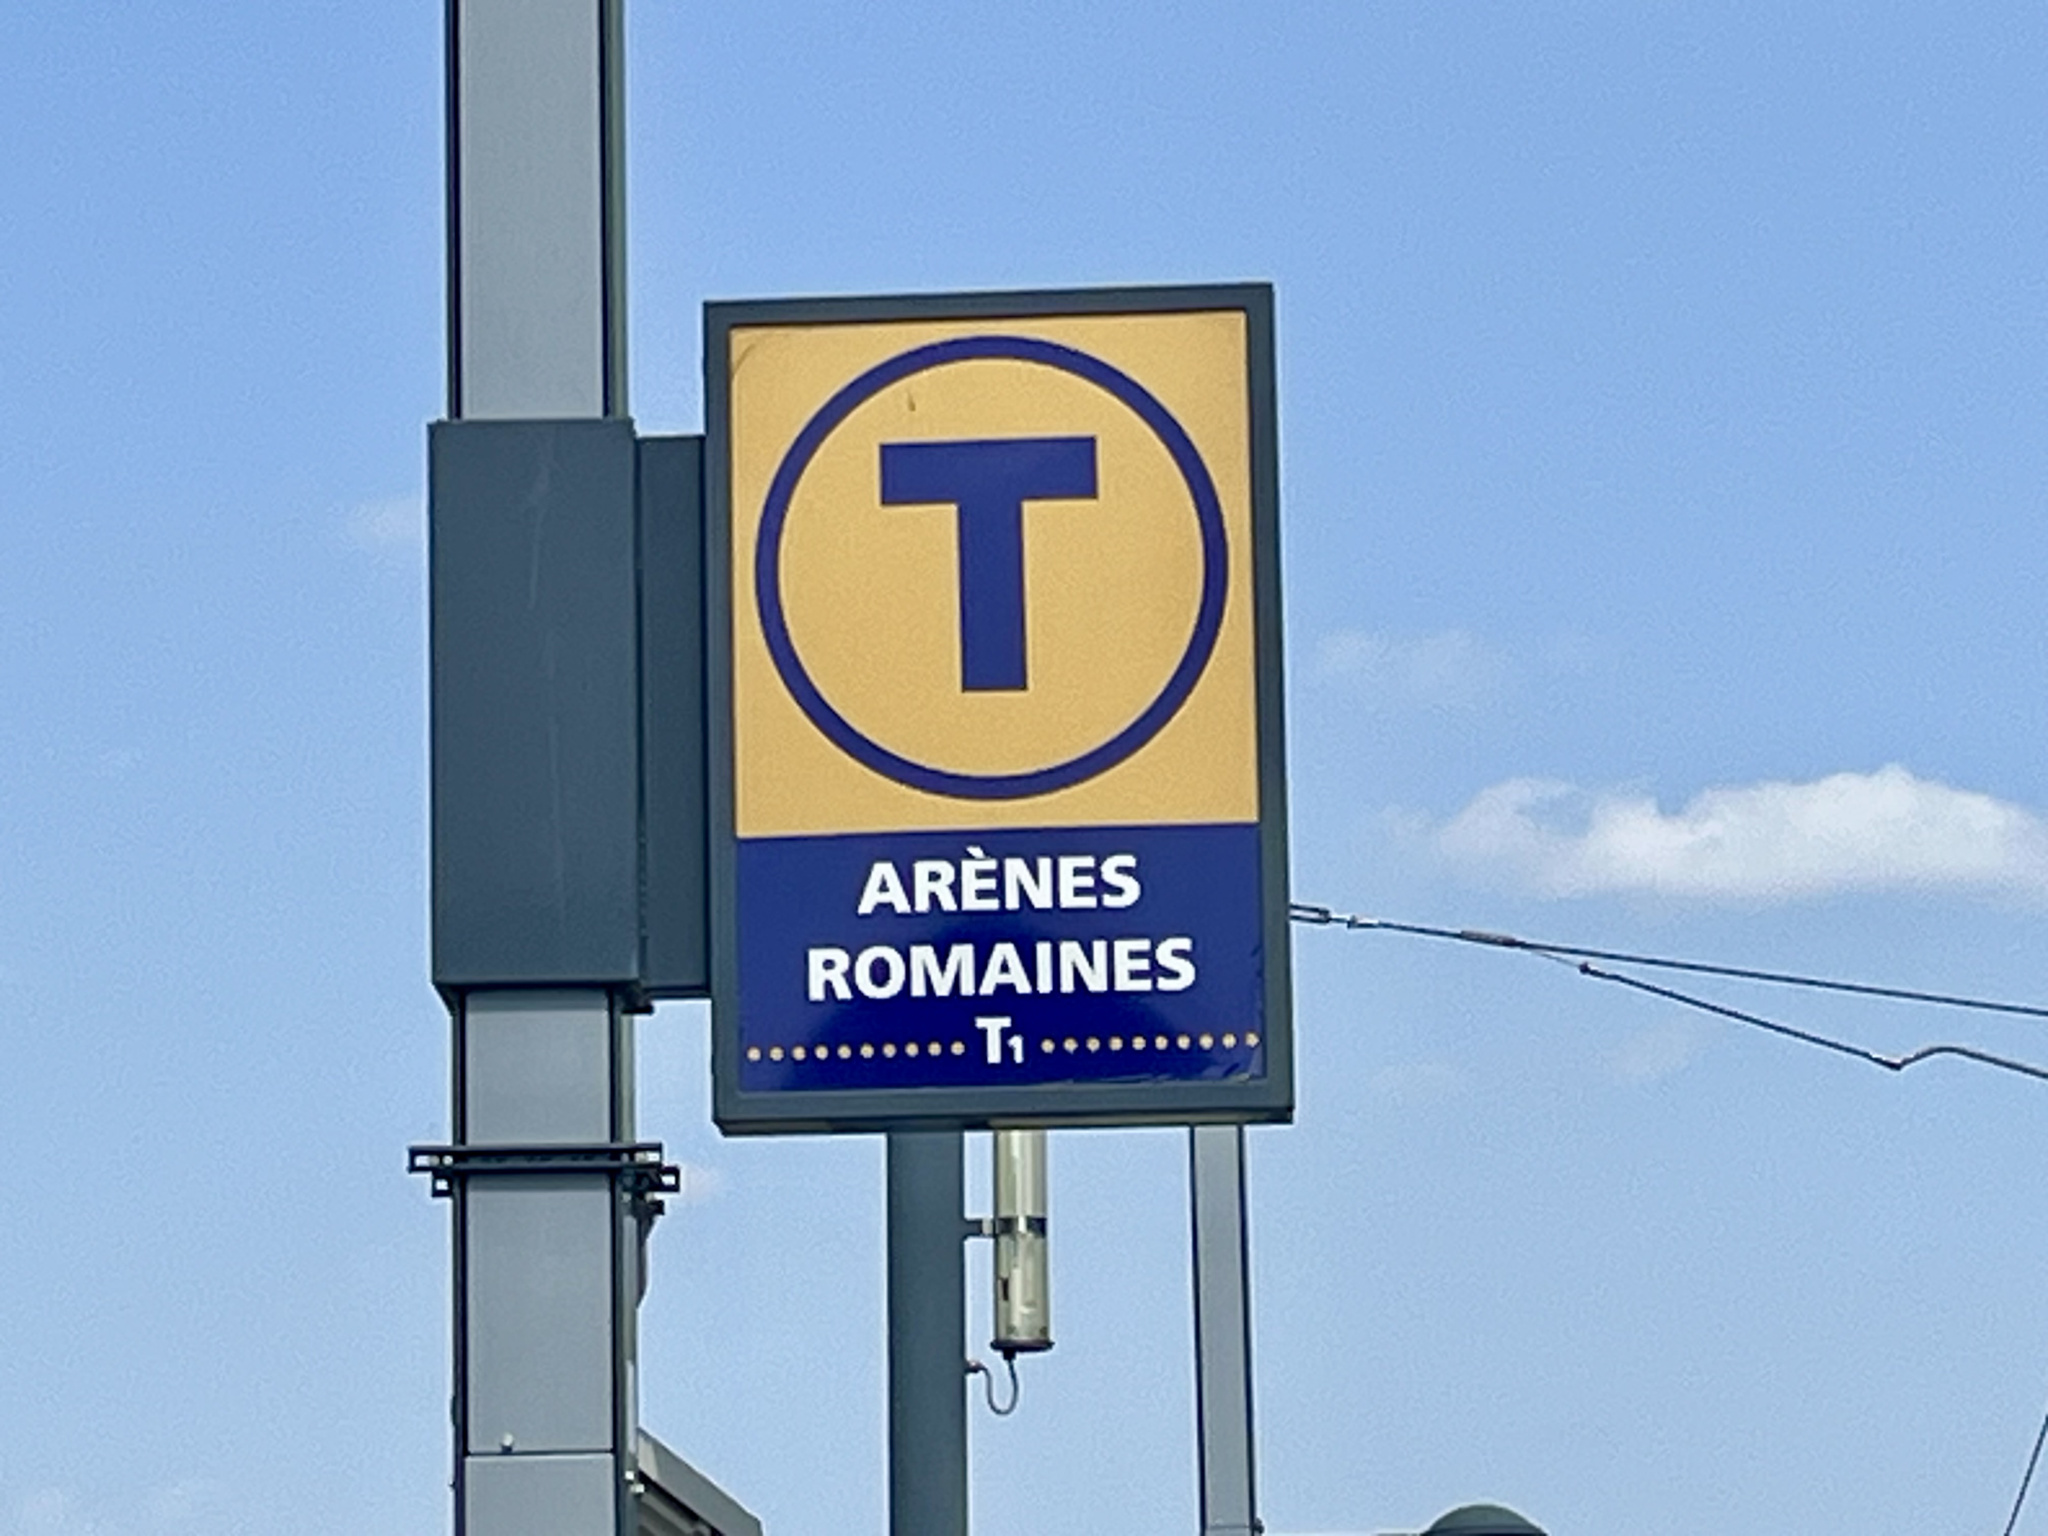 T
ARÈNES
ROMAINES
T1